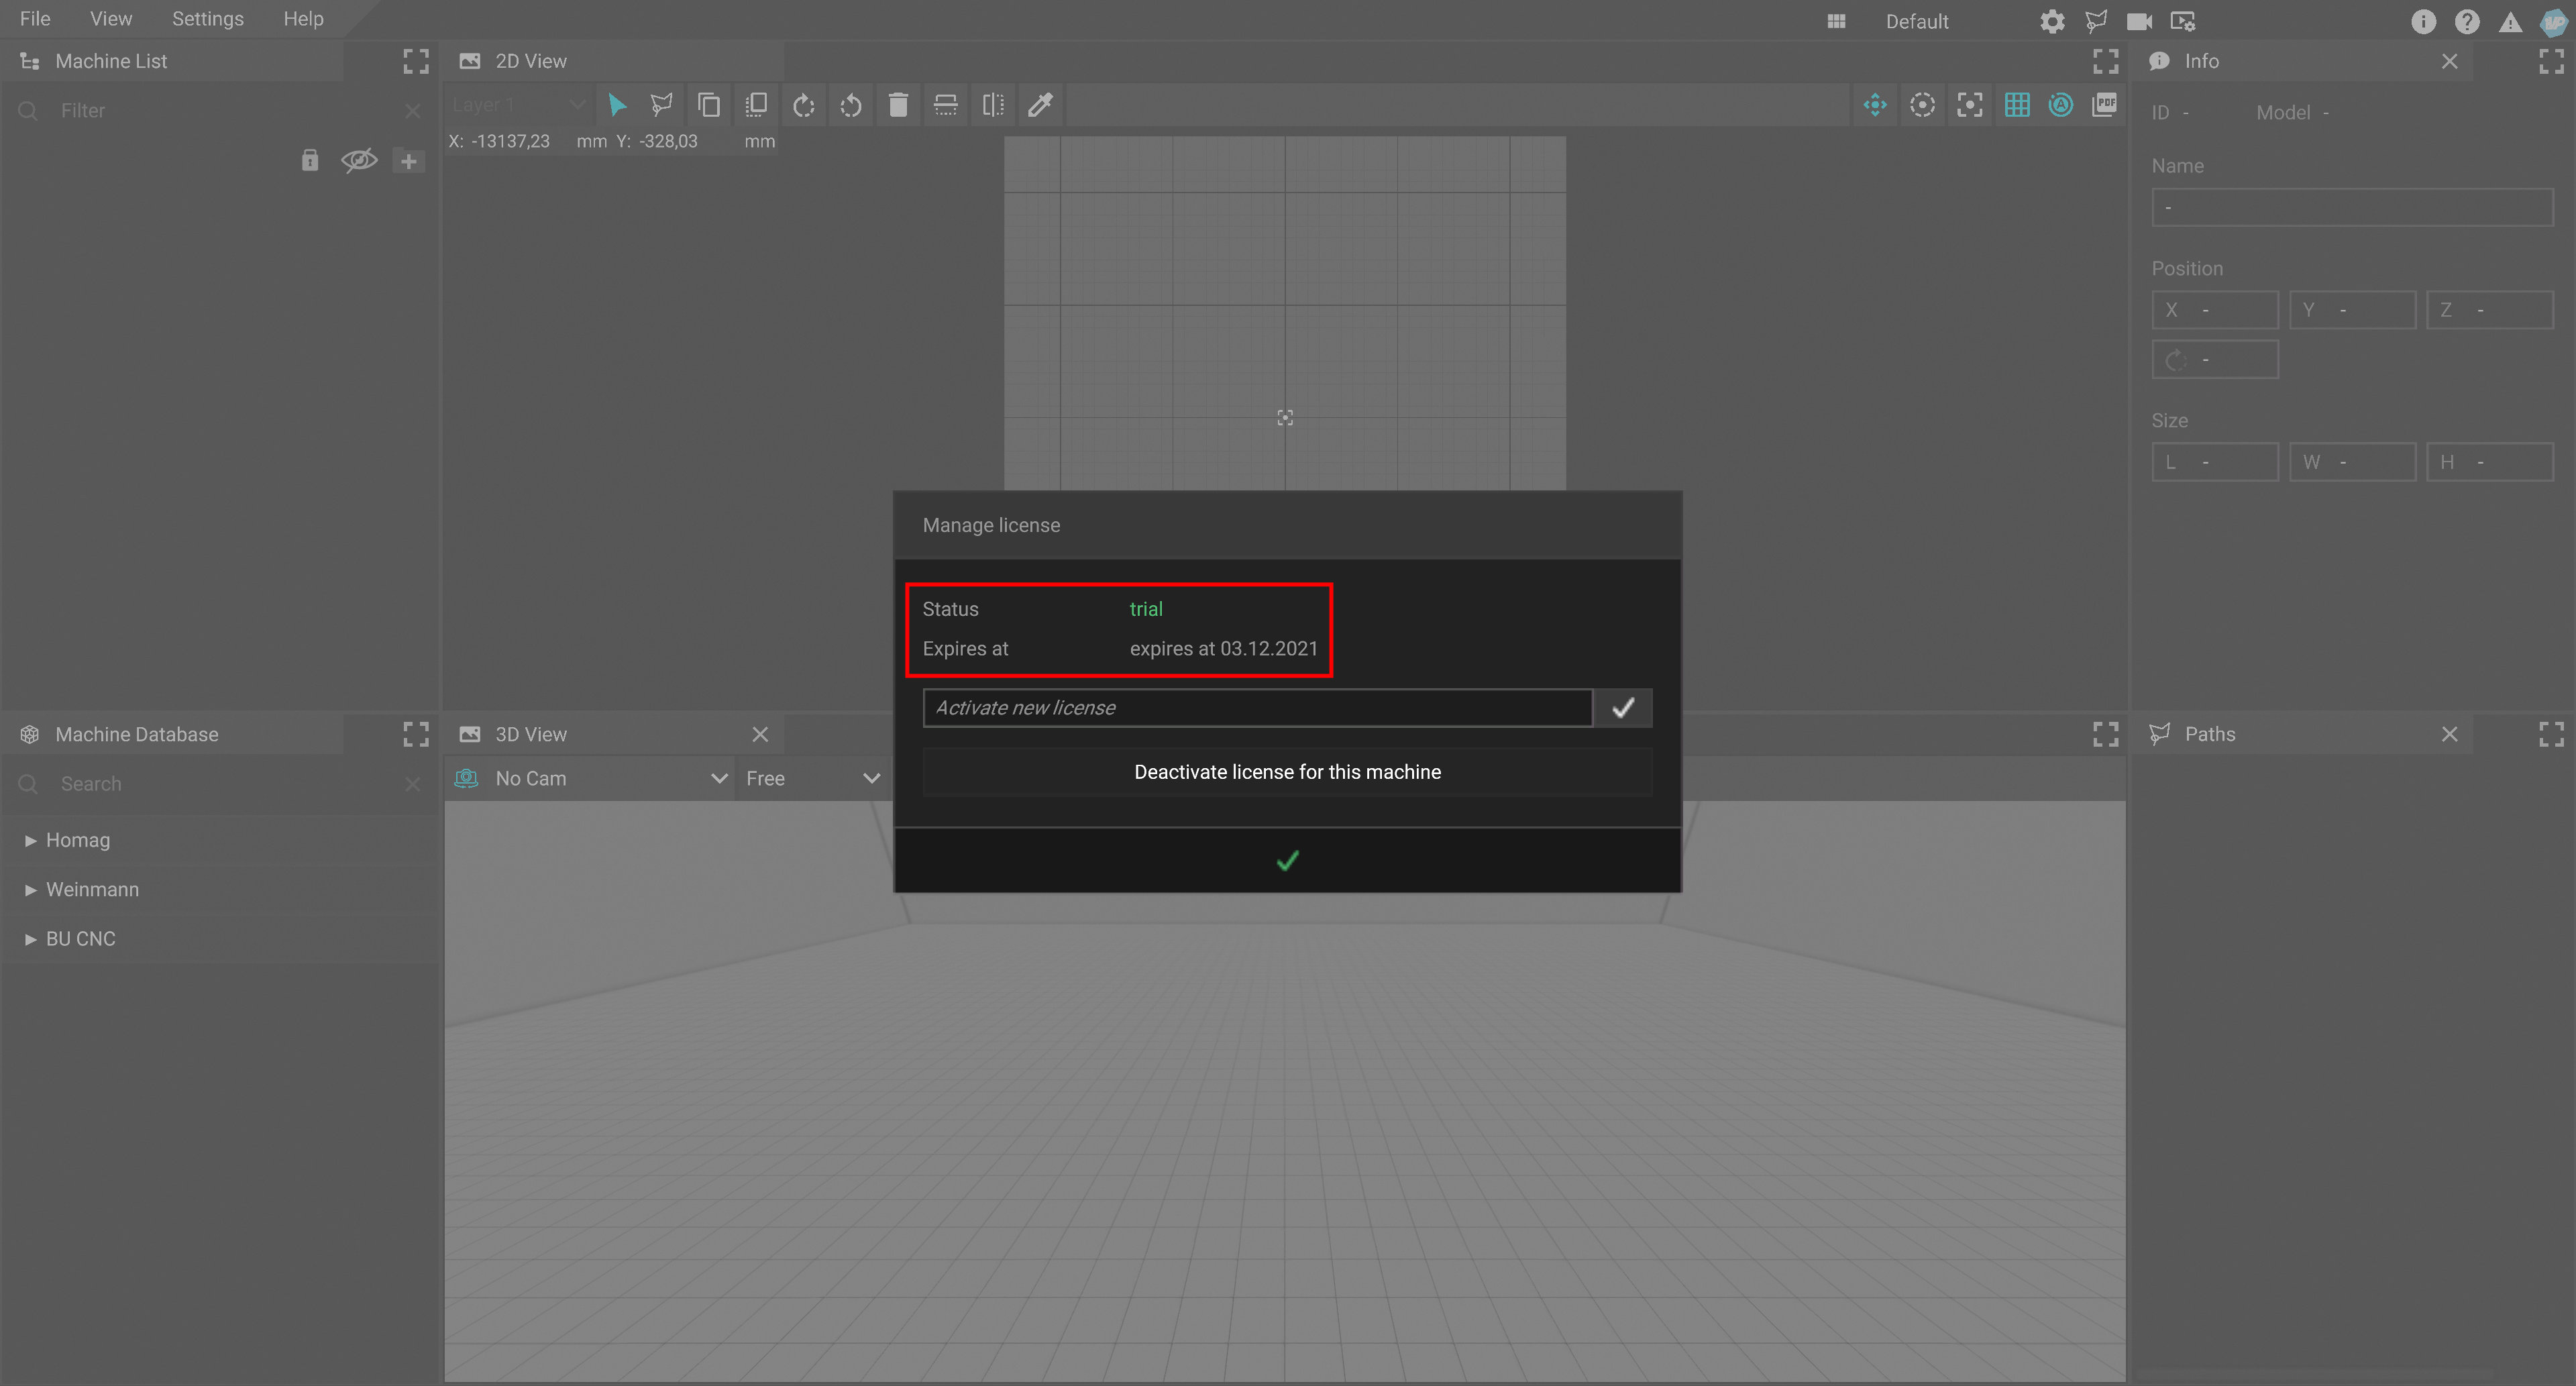 File View Settings Help
Default
Machine List
Filter
2D View
Layer 1
X: -13137,23 mm Y: -328,03 mm
PDF
Info
ID - Model -
Name
-
Position
X - Y - Z -
-
Size
L - W - H -
Manage license
Status trial
Expires at expires at 03.12.2021
Activate new license
Deactivate license for this machine
Machine Database
Search
▶ Homag
▶ Weinmann
▶ BU CNC
3D View
No Cam Free
Paths